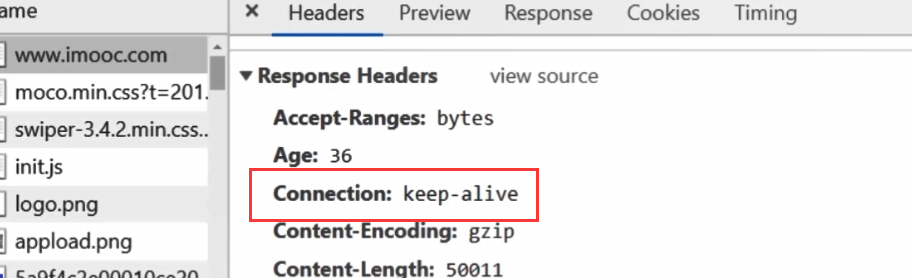 ame
www.imooc.com
moco.min.css?t=201.
swiper-3.4.2.min.css..
init.js
logo.png
appload.png
5a9f4c2e00010ce20
× Headers Preview Response Cookies Timing
▼ Response Headers view source
Accept-Ranges: bytes
Age: 36
Connection: keep-alive
Content-Encoding: gzip
Content-Length: 50011